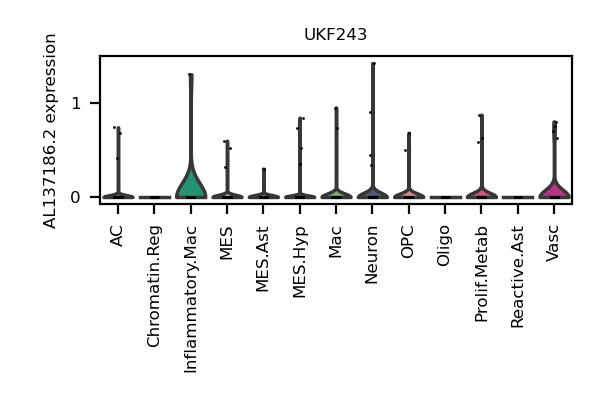 UKF243
AL137186.2 expression
1
0
AC
Chromatin.Reg
Inflammatory.Mac
MES
MES.Ast
MES.Hyp
Mac
Neuron
OPC
Oligo
Prolif.Metab
Reactive.Ast
Vasc